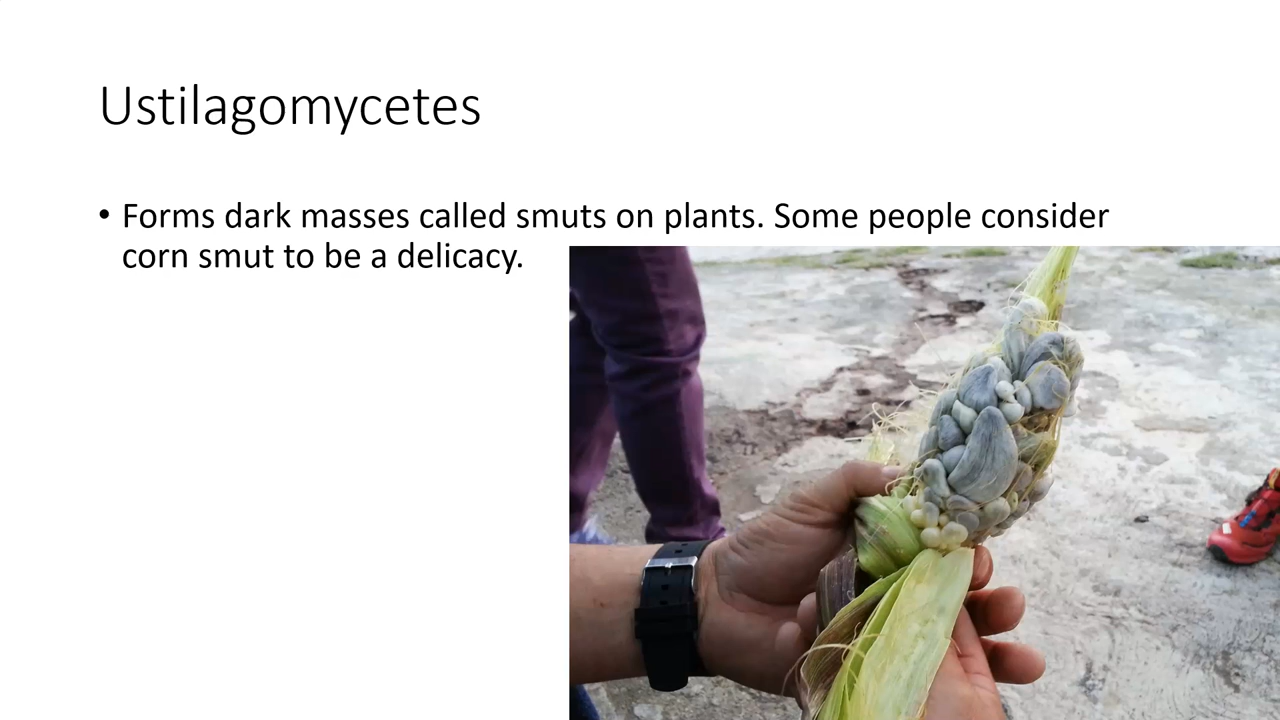 Ustilagomycetes
• Forms dark masses called smuts on plants. Some people consider
corn smut to be a delicacy.